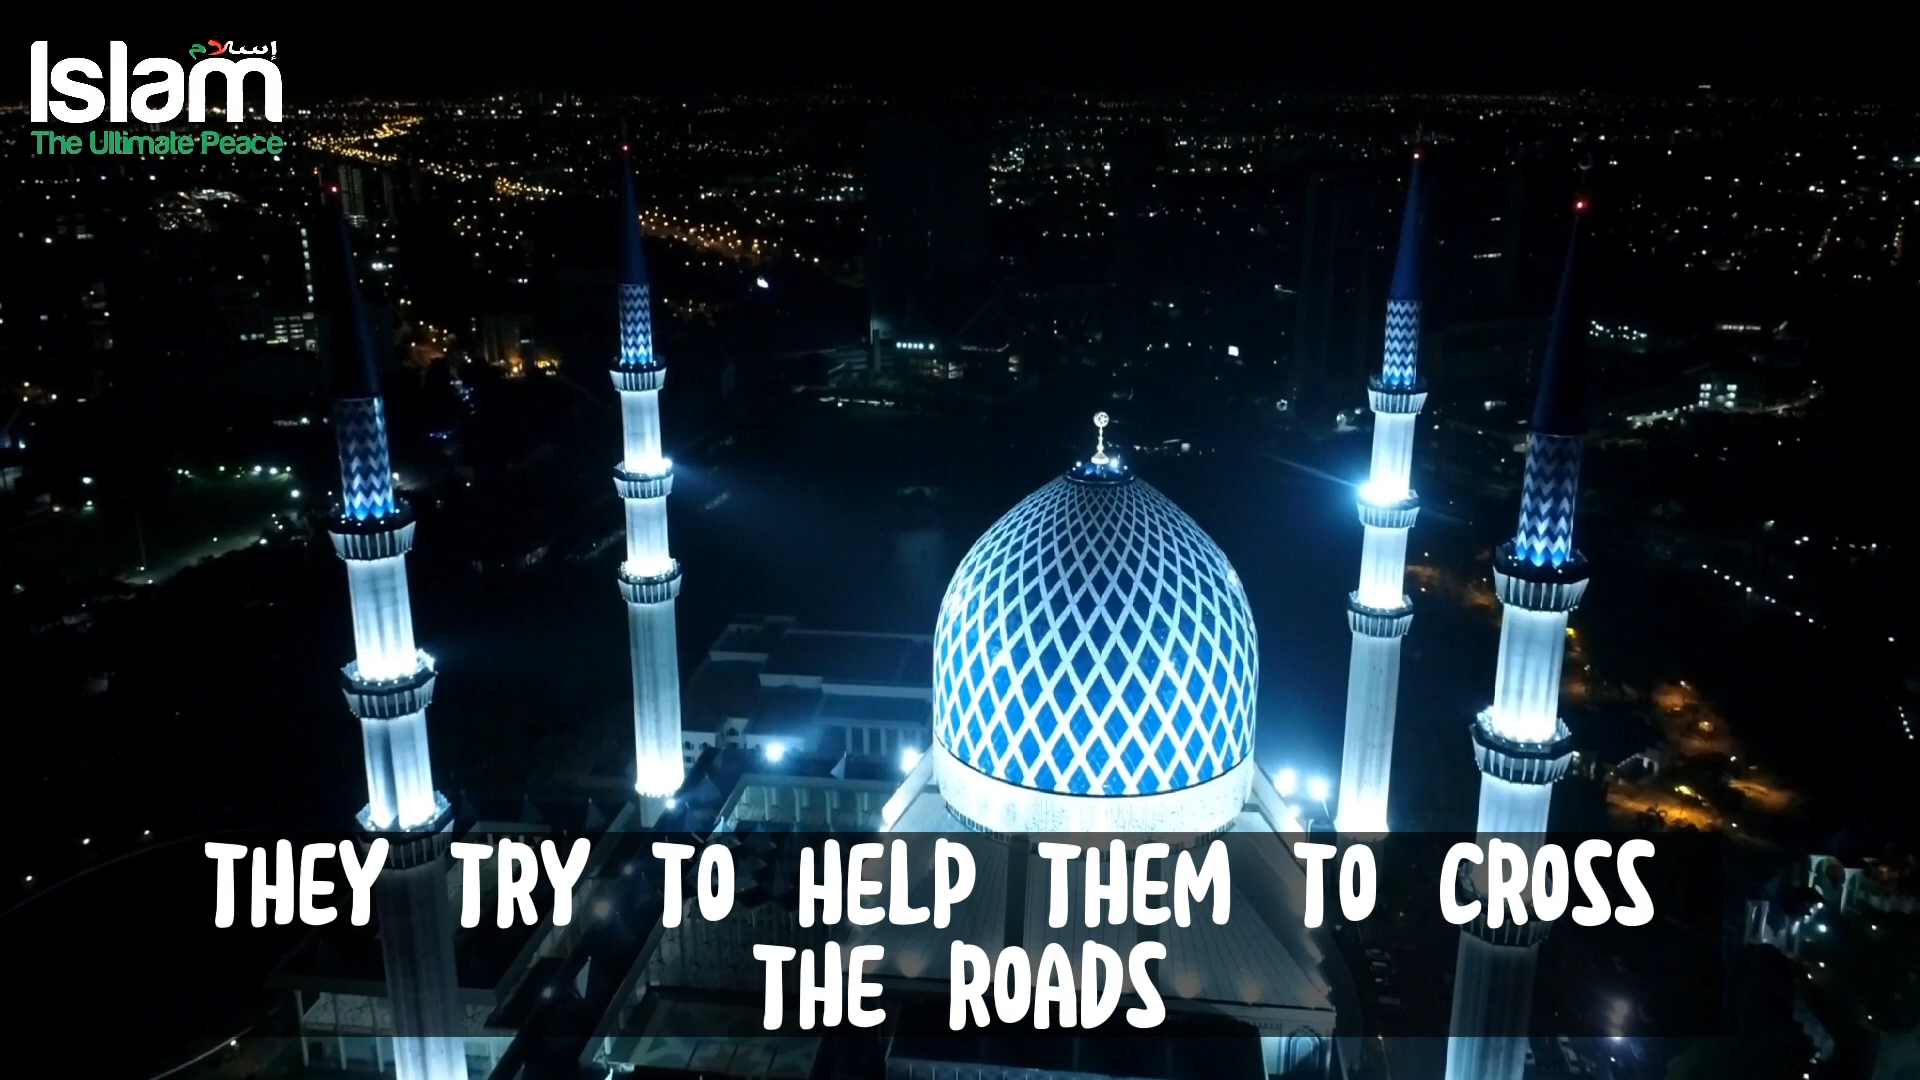 إسلام
Islam
The Ultimate Peace
THEY TRY TO HELP THEM TO CROSS
THE ROADS